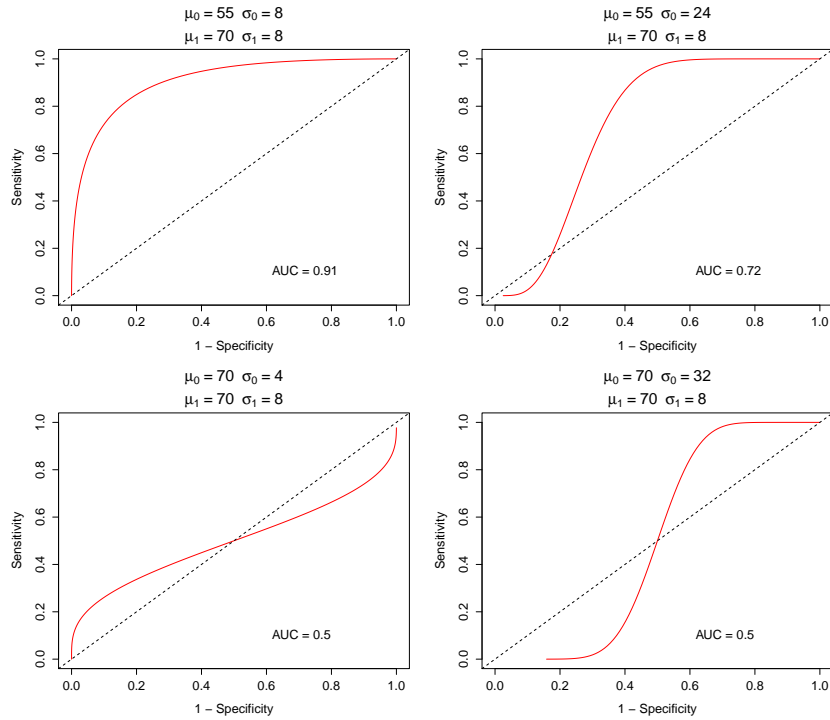 μ₀ = 55 σ₀ = 8
μ₁ = 70 σ₁ = 8
Sensitivity
0.0 0.2 0.4 0.6 0.8 1.0
AUC = 0.91
0.0 0.2 0.4 0.6 0.8 1.0
1 − Specificity
μ₀ = 55 σ₀ = 24
μ₁ = 70 σ₁ = 8
Sensitivity
0.0 0.2 0.4 0.6 0.8 1.0
AUC = 0.72
0.0 0.2 0.4 0.6 0.8 1.0
1 − Specificity
μ₀ = 70 σ₀ = 4
μ₁ = 70 σ₁ = 8
Sensitivity
0.0 0.2 0.4 0.6 0.8 1.0
AUC = 0.5
0.0 0.2 0.4 0.6 0.8 1.0
1 − Specificity
μ₀ = 70 σ₀ = 32
μ₁ = 70 σ₁ = 8
Sensitivity
0.0 0.2 0.4 0.6 0.8 1.0
AUC = 0.5
0.0 0.2 0.4 0.6 0.8 1.0
1 − Specificity